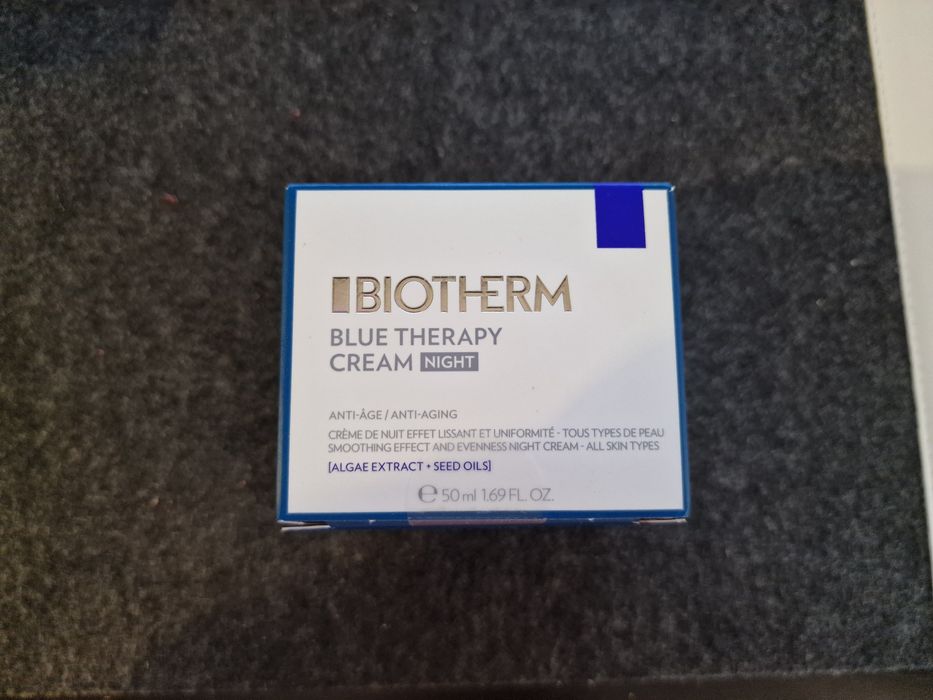 BIOTHERM
BLUE THERAPY
CREAM NIGHT
ANTI-ÂGE / ANTI-AGING
CRÈME DE NUIT EFFET LISSANT ET UNIFORMITÉ - TOUS TYPES DE PEAU
SMOOTHING EFFECT AND EVENNESS NIGHT CREAM - ALL SKIN TYPES
[ALGAE EXTRACT + SEED OILS]
℮ 50 ml 1.69 FL. OZ.